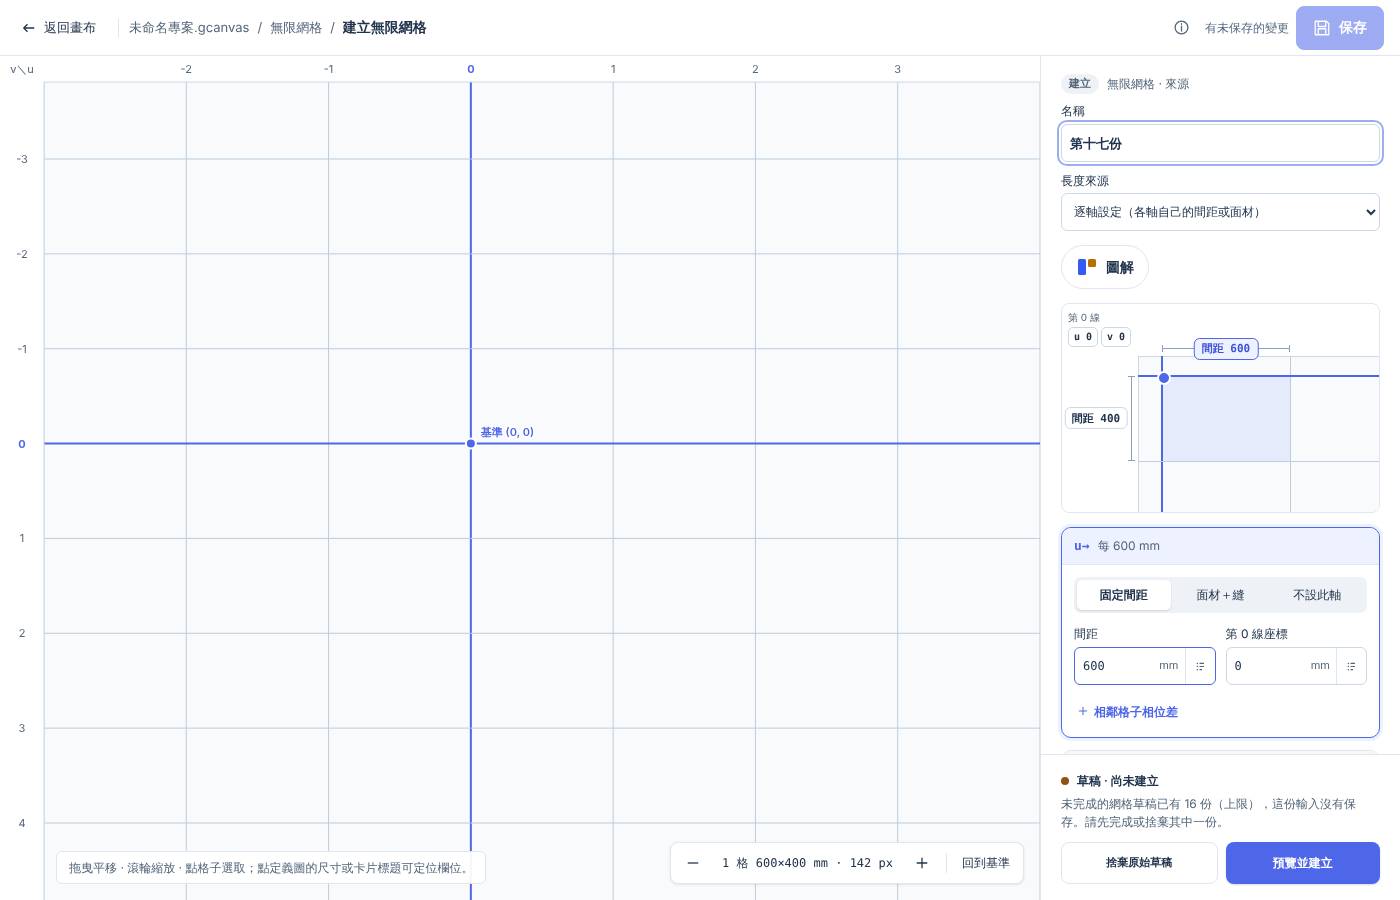 返回畫布
未命名專案.gcanvas / 無限網格 / 建立無限網格
有未保存的變更
保存
v＼u
-2 -1 0 1 2 3
-3
-2
-1
0
1
2
3
4
基準 (0, 0)
拖曳平移 · 滾輪縮放 · 點格子選取；點定義圖的尺寸或卡片標題可定位欄位。
1 格 600×400 mm · 142 px
回到基準
建立 無限網格 · 來源
名稱
第十七份
長度來源
逐軸設定（各軸自己的間距或面材）
圖解
第 0 線
u 0 v 0
間距 600
間距 400
u→ 每 600 mm
固定間距 面材＋縫 不設此軸
間距 第 0 線座標
600 mm 0 mm
+ 相鄰格子相位差
草稿 · 尚未建立
未完成的網格草稿已有 16 份（上限），這份輸入沒有保
存。請先完成或捨棄其中一份。
捨棄原始草稿 預覽並建立